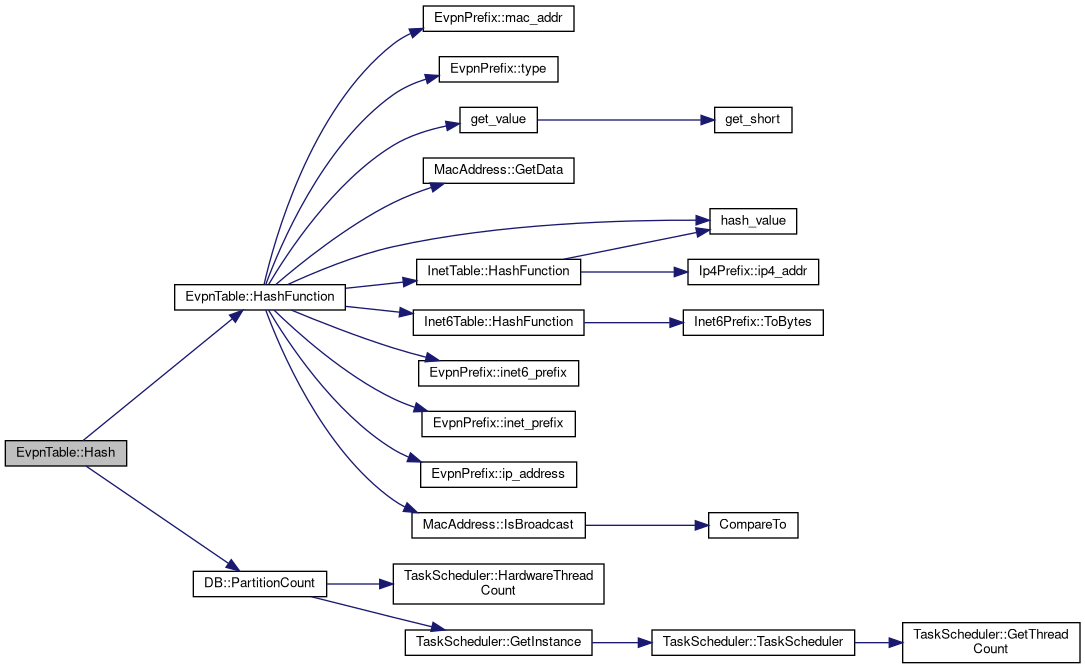 EvpnPrefix::mac_addr
EvpnPrefix::type
get_value
get_short
MacAddress::GetData
hash_value
InetTable::HashFunction
Ip4Prefix::ip4_addr
EvpnTable::HashFunction
Inet6Table::HashFunction
Inet6Prefix::ToBytes
EvpnPrefix::inet6_prefix
EvpnPrefix::inet_prefix
EvpnTable::Hash
EvpnPrefix::ip_address
MacAddress::IsBroadcast
CompareTo
DB::PartitionCount
TaskScheduler::HardwareThread
Count
TaskScheduler::GetInstance
TaskScheduler::TaskScheduler
TaskScheduler::GetThread
Count